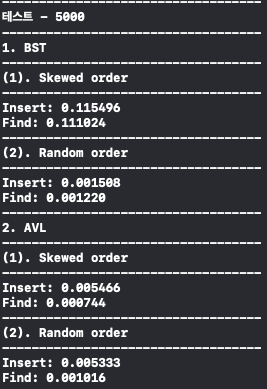 테스트 - 5000
1. BST
(1). Skewed order
Insert: 0.115496
Find: 0.111024
(2). Random order
Insert: 0.001508
Find: 0.001220
2. AVL
(1). Skewed order
Insert: 0.005466
Find: 0.000744
(2). Random order
Insert: 0.005333
Find: 0.001016